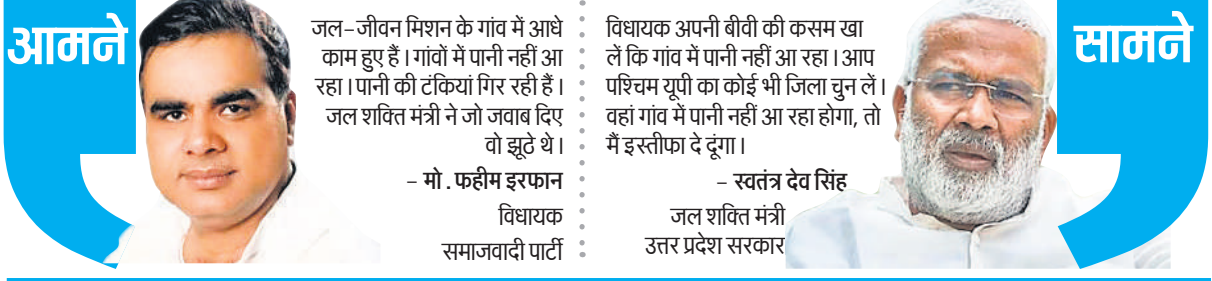 आमने
जल-जीवन मिशन के गांव में आधे
काम हुए हैं। गांवों में पानी नहीं आ
रहा। पानी की टंकियां गिर रही हैं।
जल शक्ति मंत्री ने जो जवाब दिए
वो झूठे थे।
- मो. फहीम इरफान
विधायक
समाजवादी पार्टी
विधायक अपनी बीवी की कसम खा
लें कि गांव में पानी नहीं आ रहा। आप
पश्चिम यूपी का कोई भी जिला चुन लें।
वहां गांव में पानी नहीं आ रहा होगा, तो
मैं इस्तीफा दे दूंगा।
- स्वतंत्र देव सिंह
जल शक्ति मंत्री
उत्तर प्रदेश सरकार
सामने